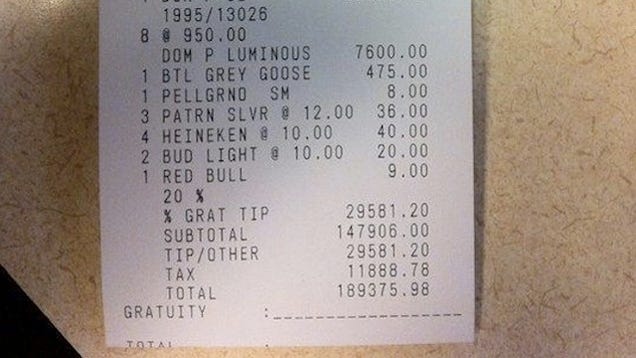 1995/13026
8 @ 950.00
DOM P LUMINOUS 7600.00
1 BTL GREY GOOSE 475.00
1 PELLGRNO SM 8.00
3 PATRN SLVR @ 12.00 36.00
4 HEINEKEN @ 10.00 40.00
2 BUD LIGHT @ 10.00 20.00
1 RED BULL 9.00
20 %
% GRAT TIP 29581.20
SUBTOTAL 147906.00
TIP/OTHER 29581.20
TAX 11888.78
TOTAL 189375.98
GRATUITY :
TOTAL :